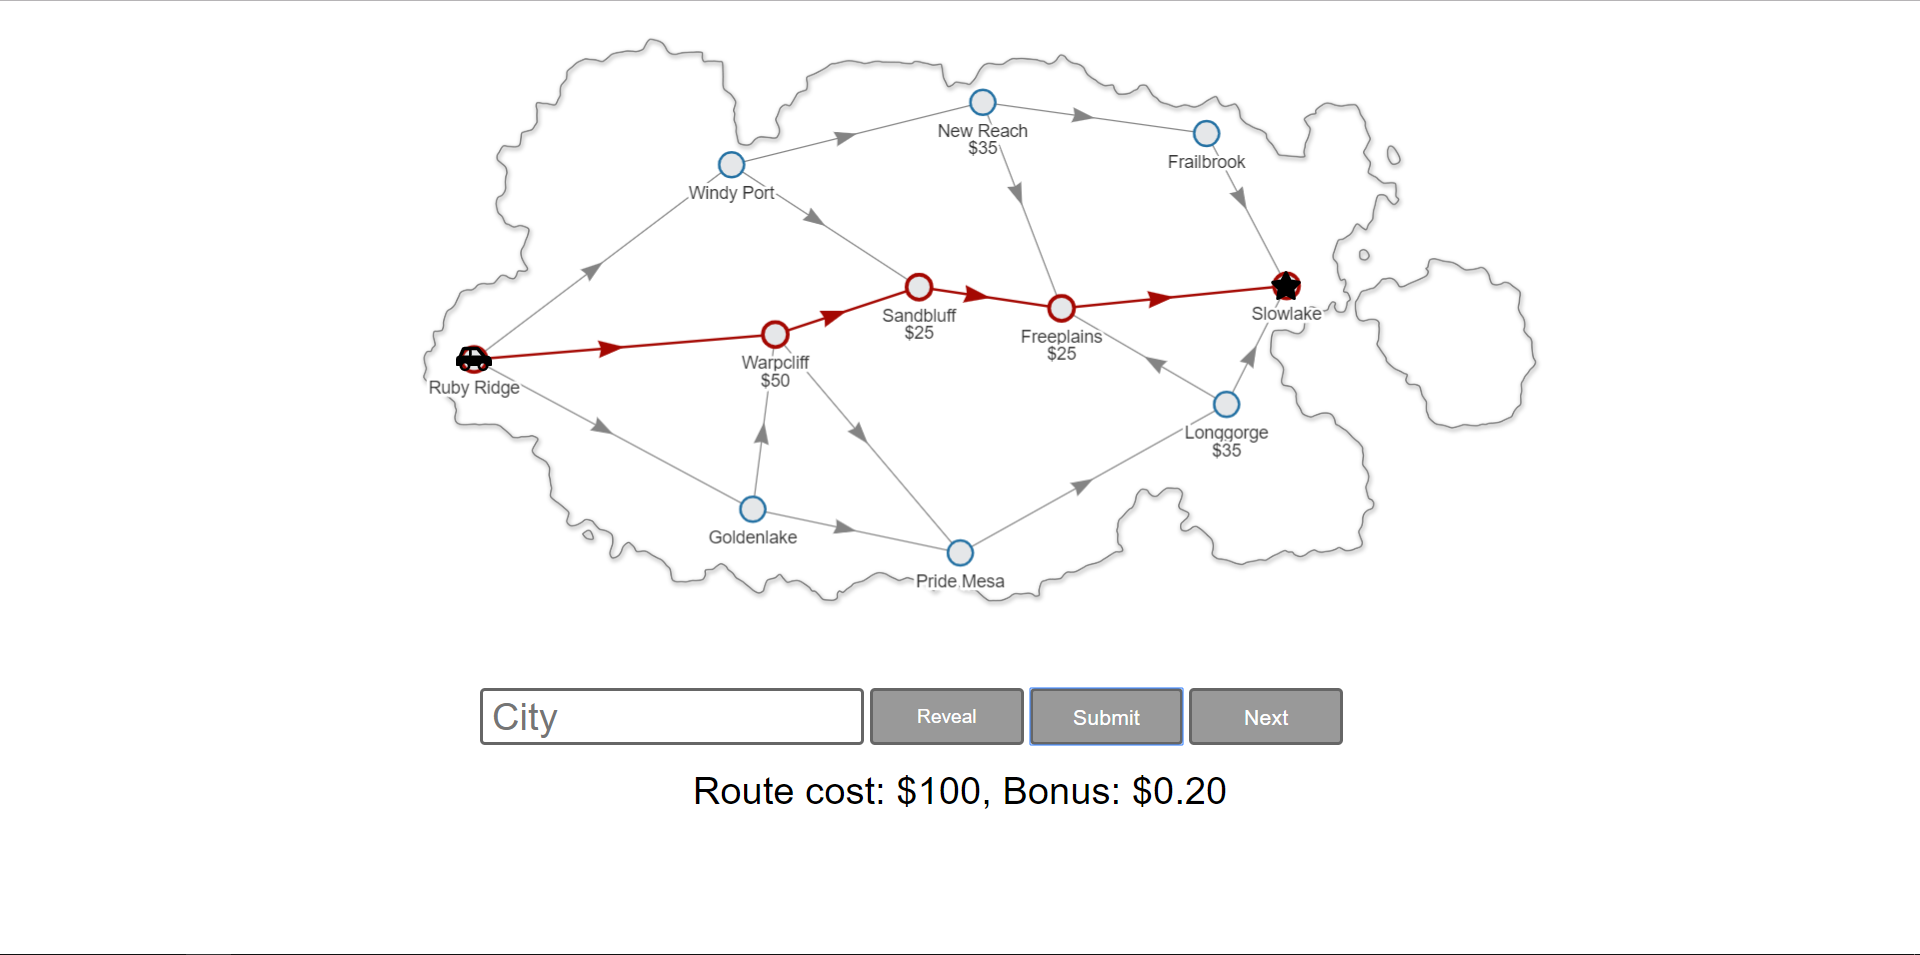 New Reach
$35
Frailbrook
Windy Port
Sandbluff
$25
Slowlake
Freeplains
$25
Warpcliff
$50
Ruby Ridge
Longgorge
$35
Goldenlake
Pride Mesa
City
Reveal
Submit
Next
Route cost: $100, Bonus: $0.20